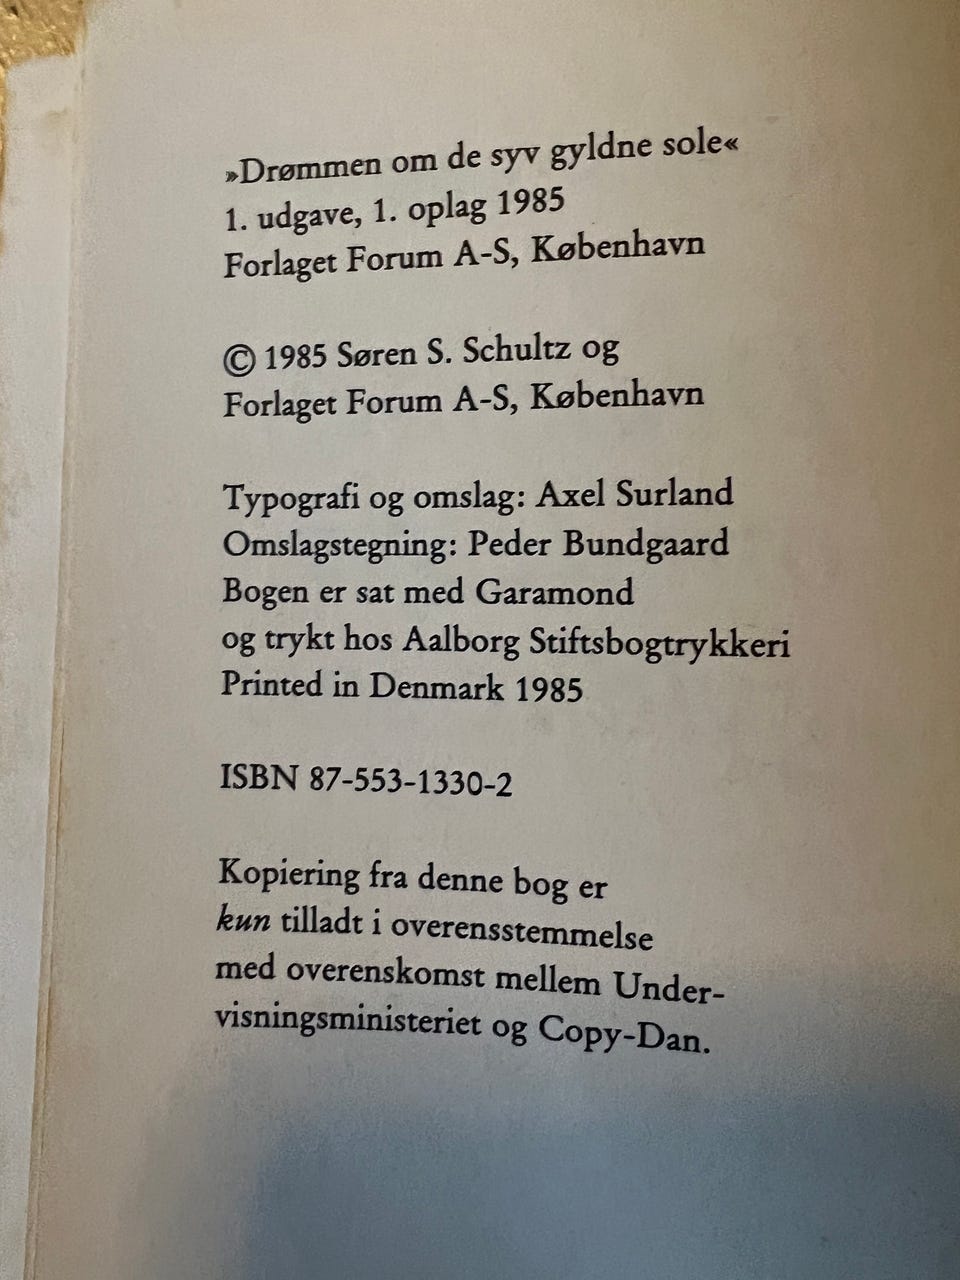 »Drømmen om de syv gyldne sole«
1. udgave, 1. oplag 1985
Forlaget Forum A-S, København
© 1985 Søren S. Schultz og
Forlaget Forum A-S, København
Typografi og omslag: Axel Surland
Omslagstegning: Peder Bundgaard
Bogen er sat med Garamond
og trykt hos Aalborg Stiftsbogtrykkeri
Printed in Denmark 1985
ISBN 87-553-1330-2
Kopiering fra denne bog er
kun tilladt i overensstemmelse
med overenskomst mellem Under-
visningsministeriet og Copy-Dan.